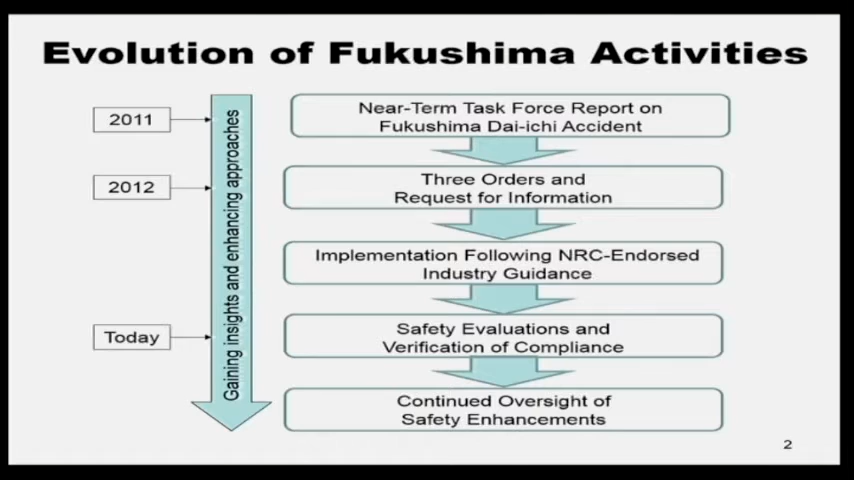 Evolution of Fukushima Activities
2011
2012
Today
Gaining insights and enhancing approaches
Near-Term Task Force Report on
Fukushima Dai-ichi Accident
Three Orders and
Request for Information
Implementation Following NRC-Endorsed
Industry Guidance
Safety Evaluations and
Verification of Compliance
Continued Oversight of
Safety Enhancements
2